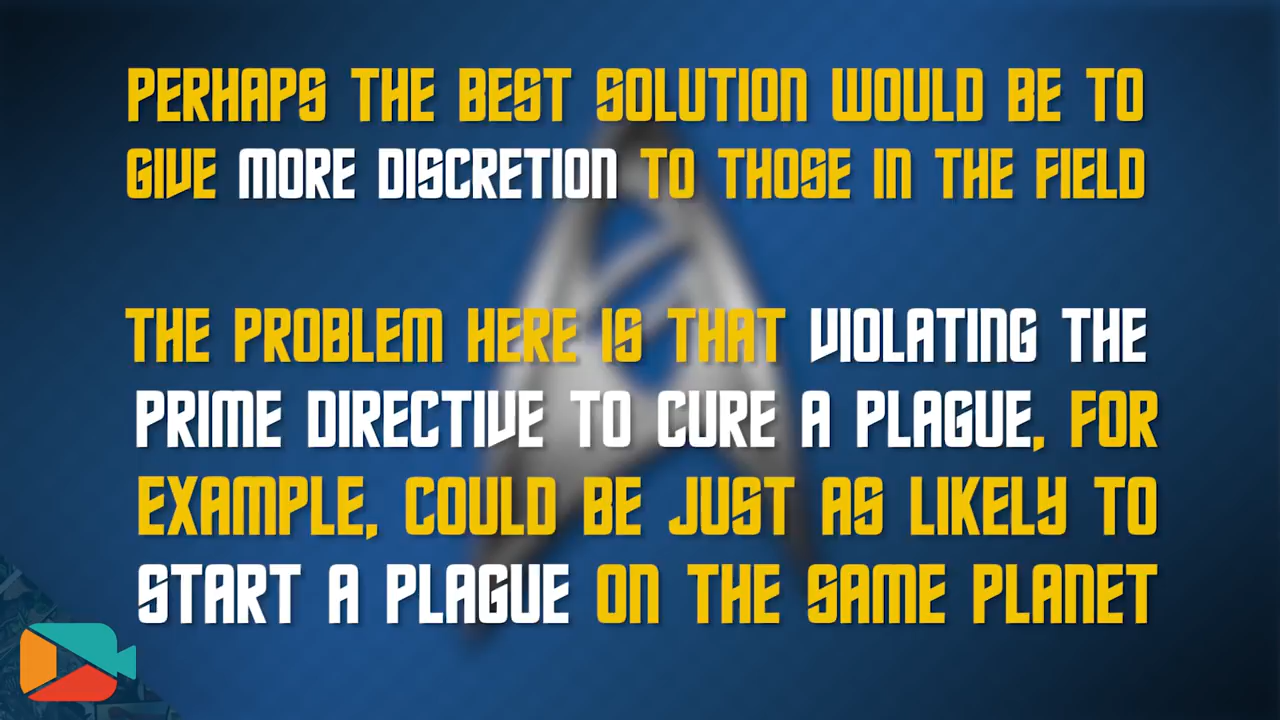 PERHAPS THE BEST SOLUTION WOULD BE TO
GIVE MORE DISCRETION TO THOSE IN THE FIELD
THE PROBLEM HERE IS THAT VIOLATING THE
PRIME DIRECTIVE TO CURE A PLAGUE, FOR
EXAMPLE, COULD BE JUST AS LIKELY TO
START A PLAGUE ON THE SAME PLANET